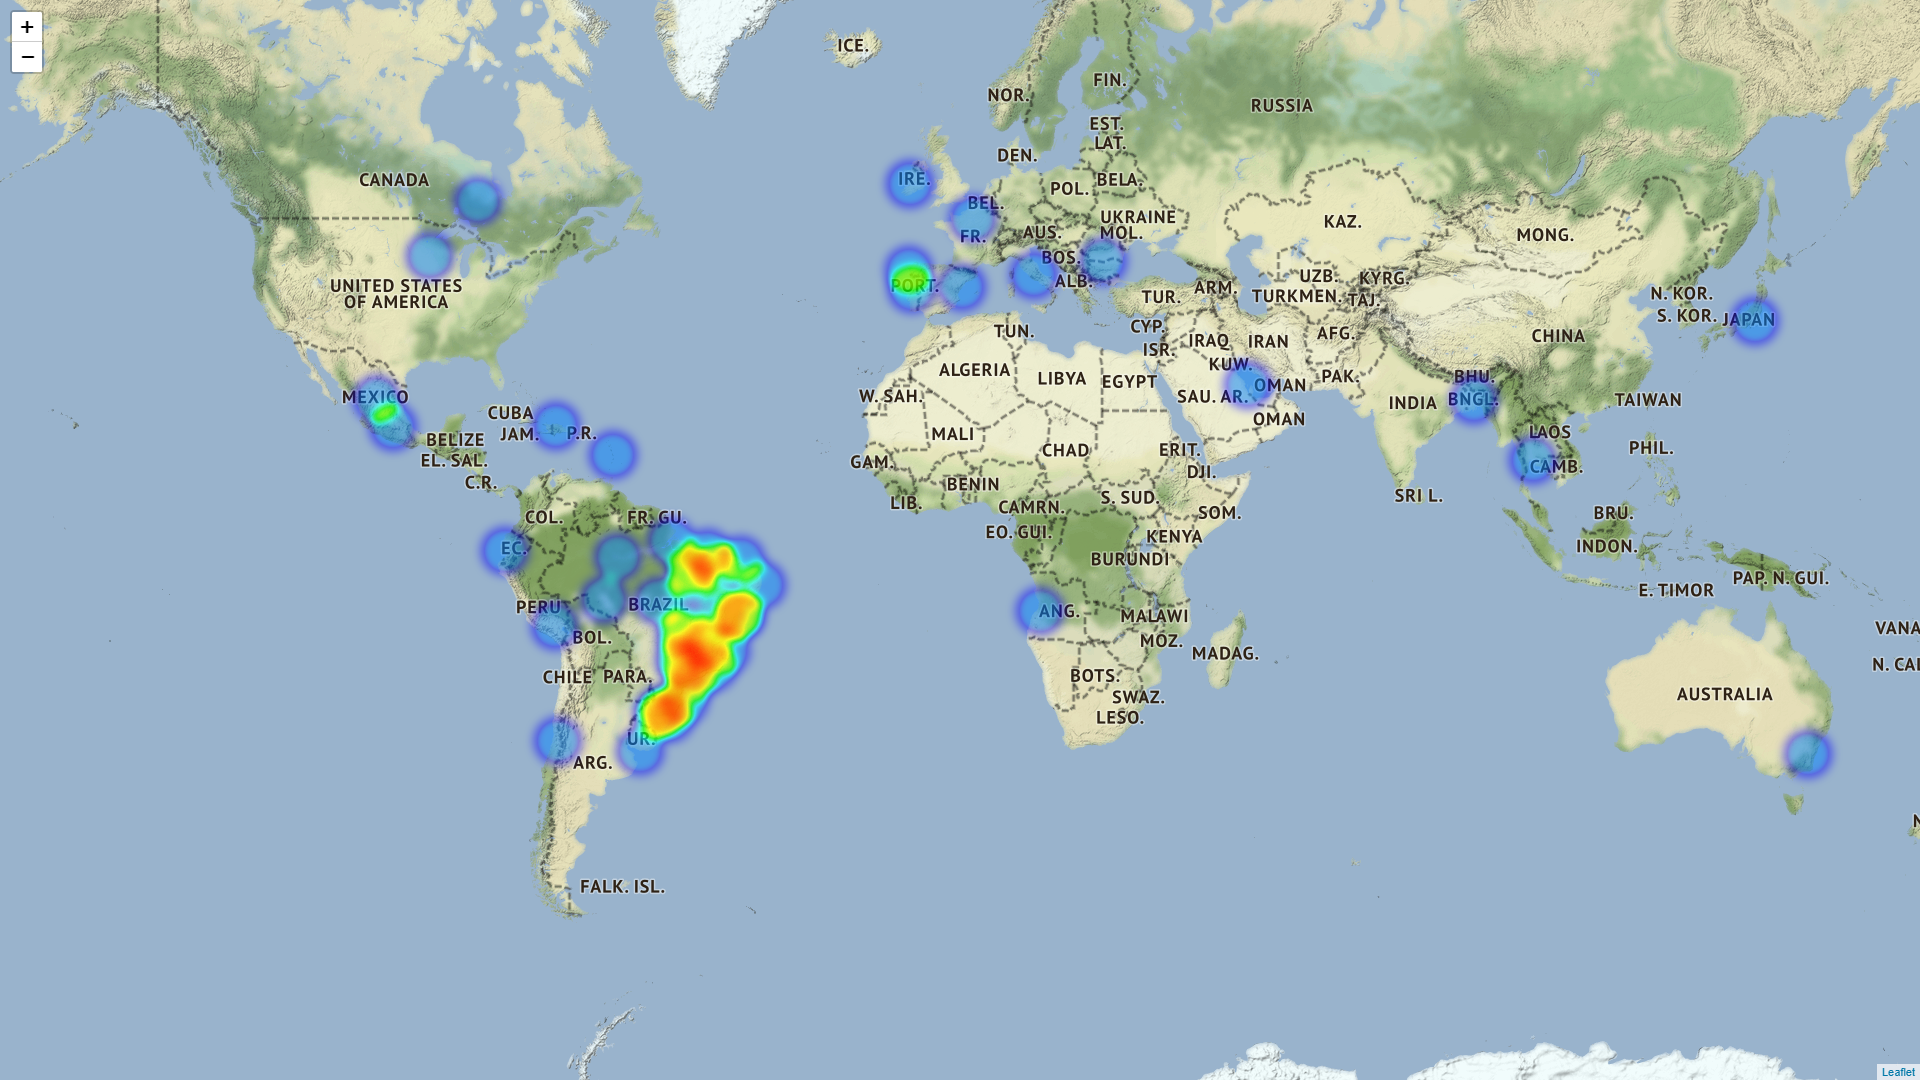 +
−
ICE.
FIN.
NOR.
RUSSIA
EST.
LAT.
DEN.
CANADA
IRE.
POL.
BELA.
BEL.
UKRAINE
KAZ.
FR.
AUS.
MOL.
MONG.
BOS.
UZB.
KYRG.
PORT.
ALB.
ARM.
UNITED STATES
OF AMERICA
TUR.
TURKMEN.
TAJ.
N. KOR.
S. KOR.
JAPAN
TUN.
CYP.
AFG.
CHINA
IRAQ
IRAN
ISR.
KUW.
ALGERIA
LIBYA
EGYPT
PAK.
BHU.
OMAN
MEXICO
W. SAH.
SAU. AR.
INDIA
BNGL.
TAIWAN
CUBA
OMAN
JAM.
P.R.
MALI
LAOS
BELIZE
CHAD
ERIT.
PHIL.
EL. SAL.
GAM.
CAMB.
DJI.
C.R.
BENIN
S. SUD.
SRI L.
LIB.
CAMRN.
COL.
FR. GU.
SOM.
BRU.
EO. GUI.
KENYA
EC.
INDON.
BURUNDI
PAP. N. GUI.
E. TIMOR
PERU
BRAZIL
ANG.
MALAWI
VANA
BOL.
MOZ.
MADAG.
N. CAL
CHILE
PARA.
BOTS.
AUSTRALIA
SWAZ.
LESO.
UR.
ARG.
N
FALK. ISL.
Leaflet